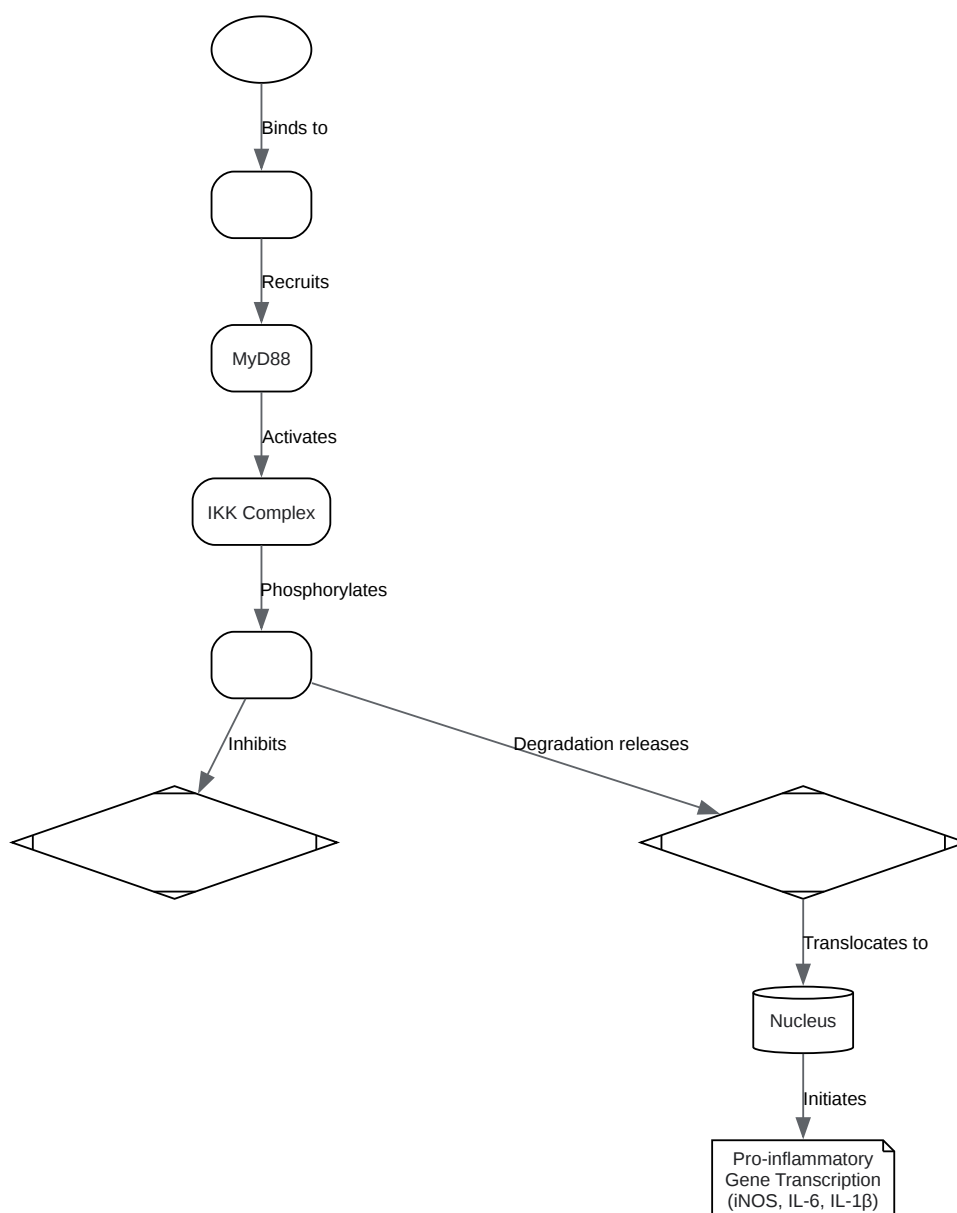 Binds to
Recruits
MyD88
Activates
IKK Complex
Phosphorylates
Inhibits
Degradation releases
Translocates to
Nucleus
Initiates
Pro-inflammatory
Gene Transcription
(iNOS, IL-6, IL-1β)